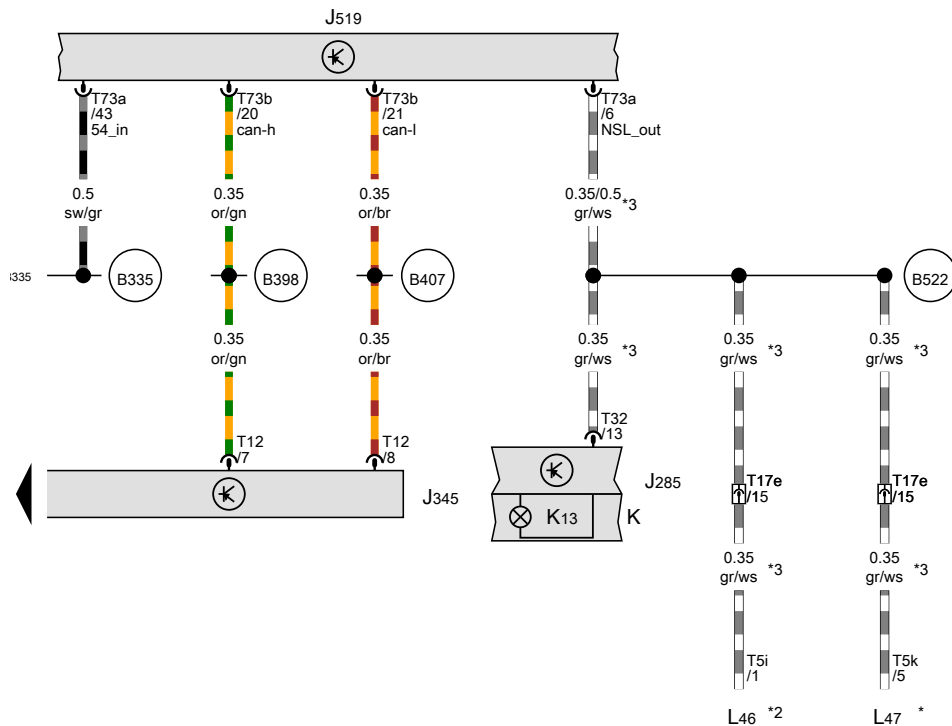 J519
T73a
/43
54_in
T73b
/20
can-h
T73b
/21
can-l
T73a
/6
NSL_out
0.5
sw/gr
0.35
or/gn
0.35
or/br
0.35/0.5
gr/ws *3
B335
B398
B407
B522
0.35
or/gn
0.35
or/br
0.35
gr/ws *3
0.35
gr/ws *3
0.35
gr/ws *3
T12
/7
T12
/8
T32
/13
J345
J285
K13
K
T17e
/15
T17e
/15
0.35
gr/ws *3
0.35
gr/ws *3
T5i
/1
T5k
/5
L46 *2
L47 *